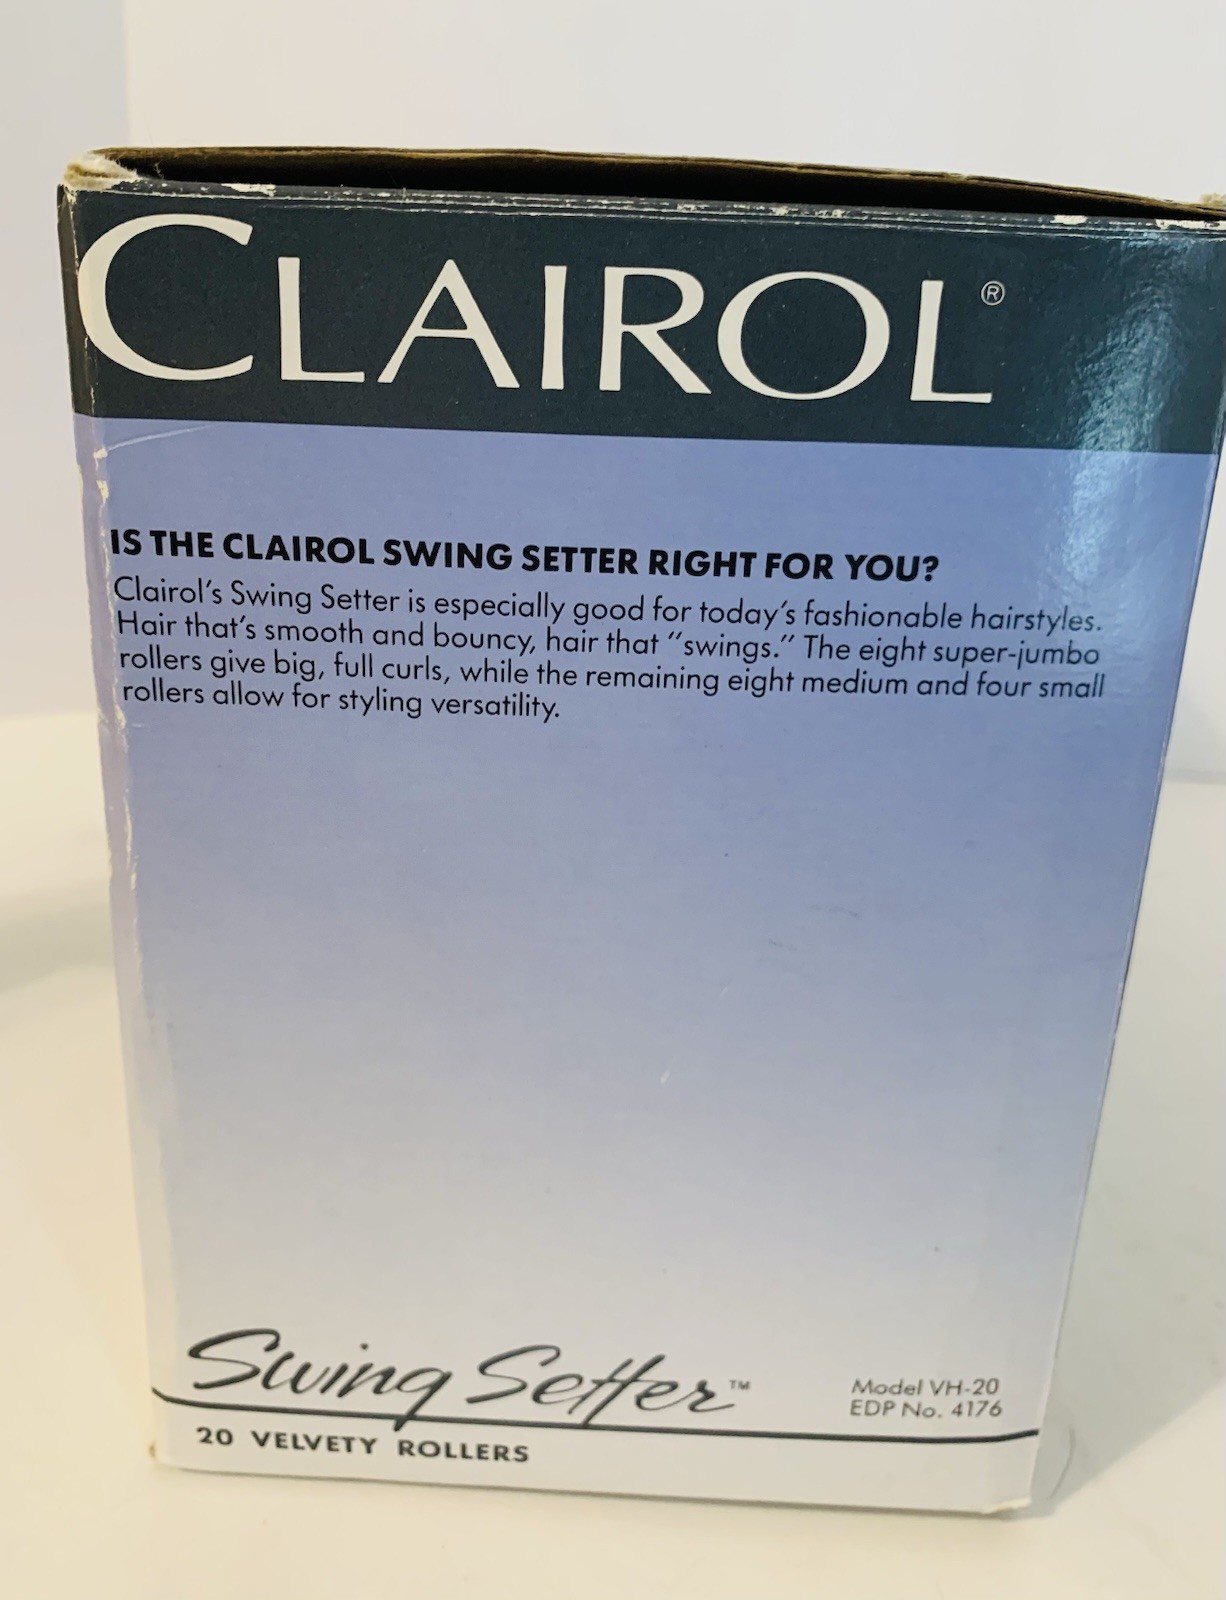 CLAIROL®
IS THE CLAIROL SWING SETTER RIGHT FOR YOU?
Clairol's Swing Setter is especially good for today's fashionable hairstyles.
Hair that's smooth and bouncy, hair that "swings." The eight super-jumbo
rollers give big, full curls, while the remaining eight medium and four small
rollers allow for styling versatility.
Swing Setter™
Model VH-20
EDP No. 4176
20 VELVETY ROLLERS